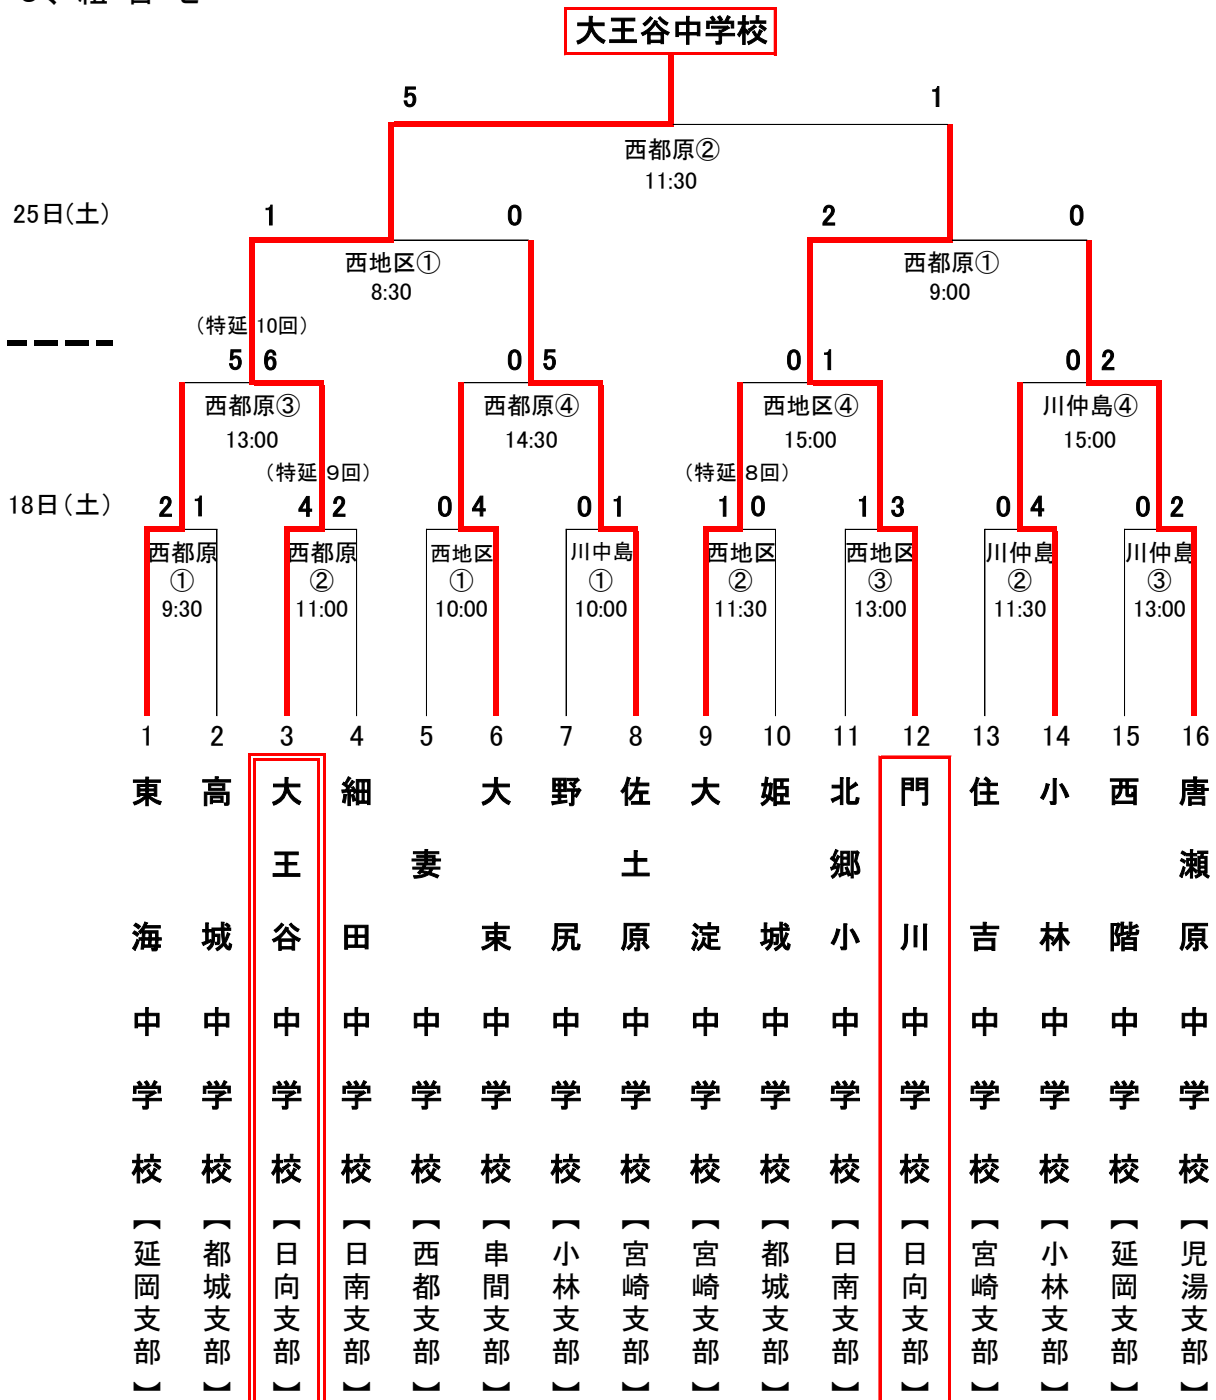 大王谷中学校
5 1
西都原②
11:30
25日(土) 1 0 2 0
西地区① 西都原①
8:30 9:00
(特延 10回)
5 6 0 5 0 1 0 2
西都原③ 西都原④ 西地区④ 川仲島④
13:00 14:30 15:00 15:00
(特延 9回) (特延 8回)
18日(土) 2 1 4 2 0 4 0 1 1 0 1 3 0 4 0 2
西都原 西都原 西地区 川中島 西地区 西地区 川仲島 川仲島
① ② ① ① ② ③ ② ③
9:30 11:00 10:00 10:00 11:30 13:00 11:30 13:00
1 2 3 4 5 6 7 8 9 10 11 12 13 14 15 16
東海中学校【延岡支部】
高城中学校【都城支部】
大王谷中学校【日向支部】
細田中学校【日南支部】
妻中学校【西都支部】
大束中学校【串間支部】
野尻中学校【小林支部】
佐土原中学校【宮崎支部】
大淀中学校【宮崎支部】
姫城中学校【都城支部】
北郷小中学校【日南支部】
門川中学校【日向支部】
住吉中学校【宮崎支部】
小林中学校【小林支部】
西階中学校【延岡支部】
唐瀬原中学校【児湯支部】